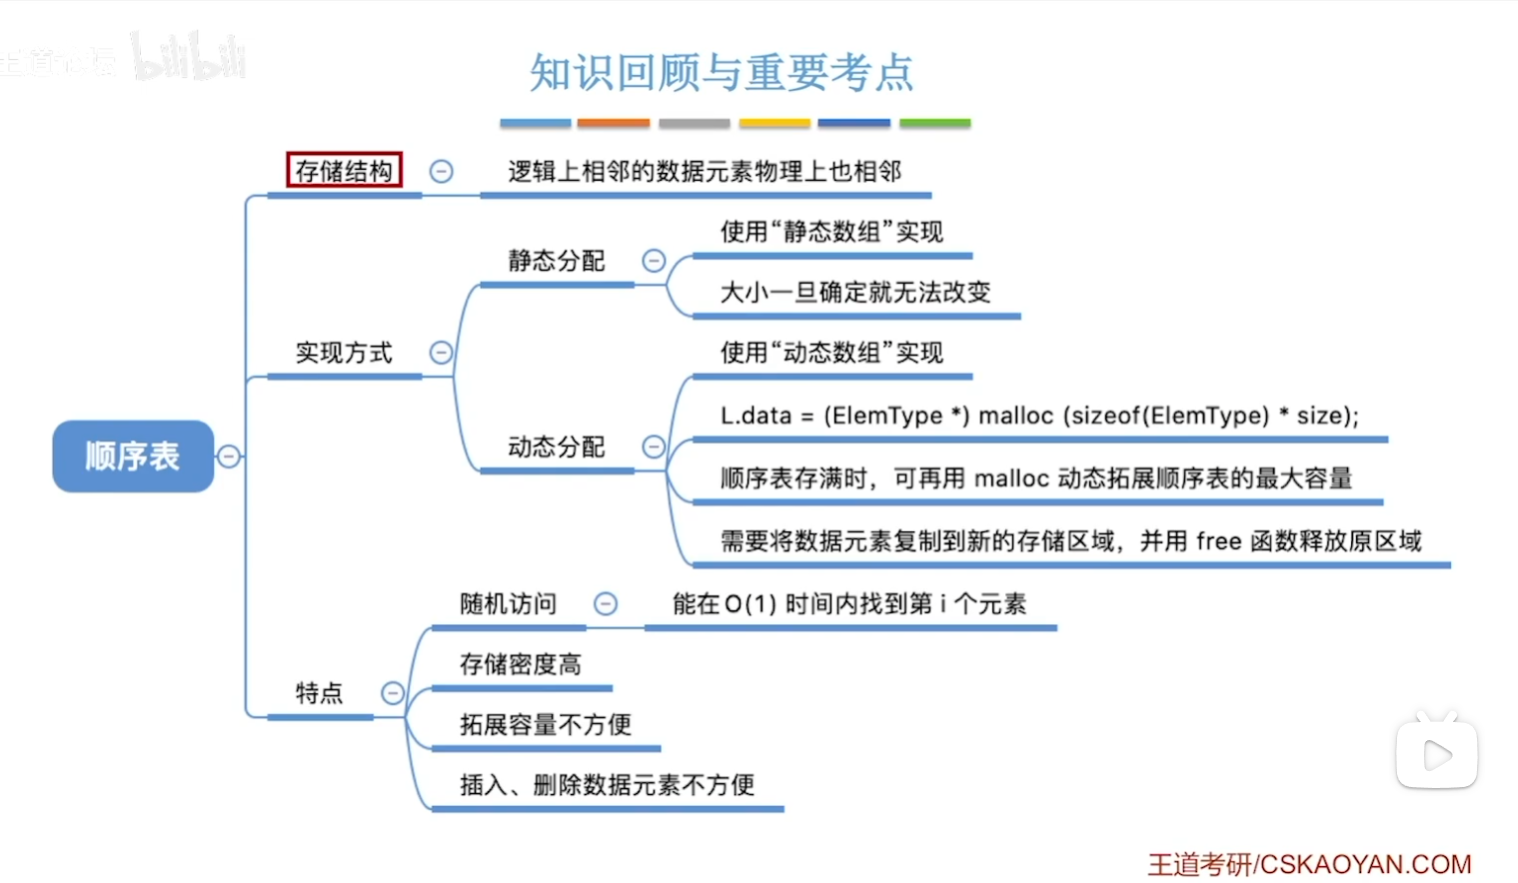 bilibili
知识回顾与重要考点
存储结构
逻辑上相邻的数据元素物理上也相邻
使用“静态数组”实现
静态分配
大小一旦确定就无法改变
实现方式
使用“动态数组”实现
L.data = (ElemType *) malloc (sizeof(ElemType) * size);
动态分配
顺序表
顺序表存满时，可再用 malloc 动态拓展顺序表的最大容量
需要将数据元素复制到新的存储区域，并用 free 函数释放原区域
随机访问
能在O(1) 时间内找到第 i 个元素
存储密度高
特点
拓展容量不方便
插入、删除数据元素不方便
王道考研/CSKAOYAN.COM